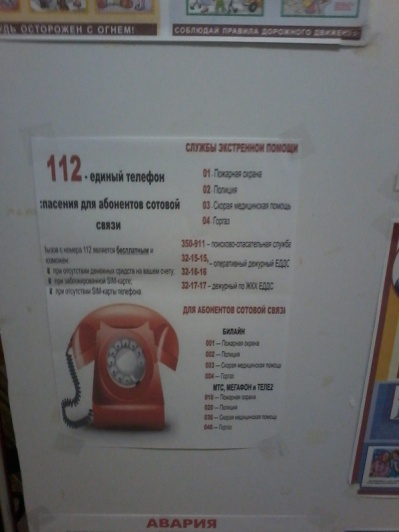 ДЬ ОСТОРОЖЕН С ОГНЕМ!
СОБЛЮДАЙ ПРАВИЛА ДОРОЖНОГО ДВИЖЕНИЯ
112 - единый телефон
спасения для абонентов сотовой
связи
Вызов с номера 112 является бесплатным и
возможен:
при отсутствии денежных средств на вашем счету;
при заблокированной SIM-карте;
при отсутствии SIM-карты телефона.
СЛУЖБЫ ЭКСТРЕННОЙ ПОМОЩИ
01 Пожарная охрана
02 Полиция
03 Скорая медицинская помощь
04 Горгаз
350-911 – поисково-спасательная служба
32-15-15,
- оперативный дежурный ЕДДС
32-16-16
32-17-17 – дежурный по ЖКХ ЕДДС
ДЛЯ АБОНЕНТОВ СОТОВОЙ СВЯЗИ
БИЛАЙН
001 — Пожарная охрана
002 — Полиция
003 — Скорая медицинская помощь
004 — Горгаз
МТС, МЕГАФОН и ТЕЛЕ2
010 – Пожарная охрана
020 – Полиция
030 – Скорая медицинская помощь
040 – Горгаз
АВАРИЯ